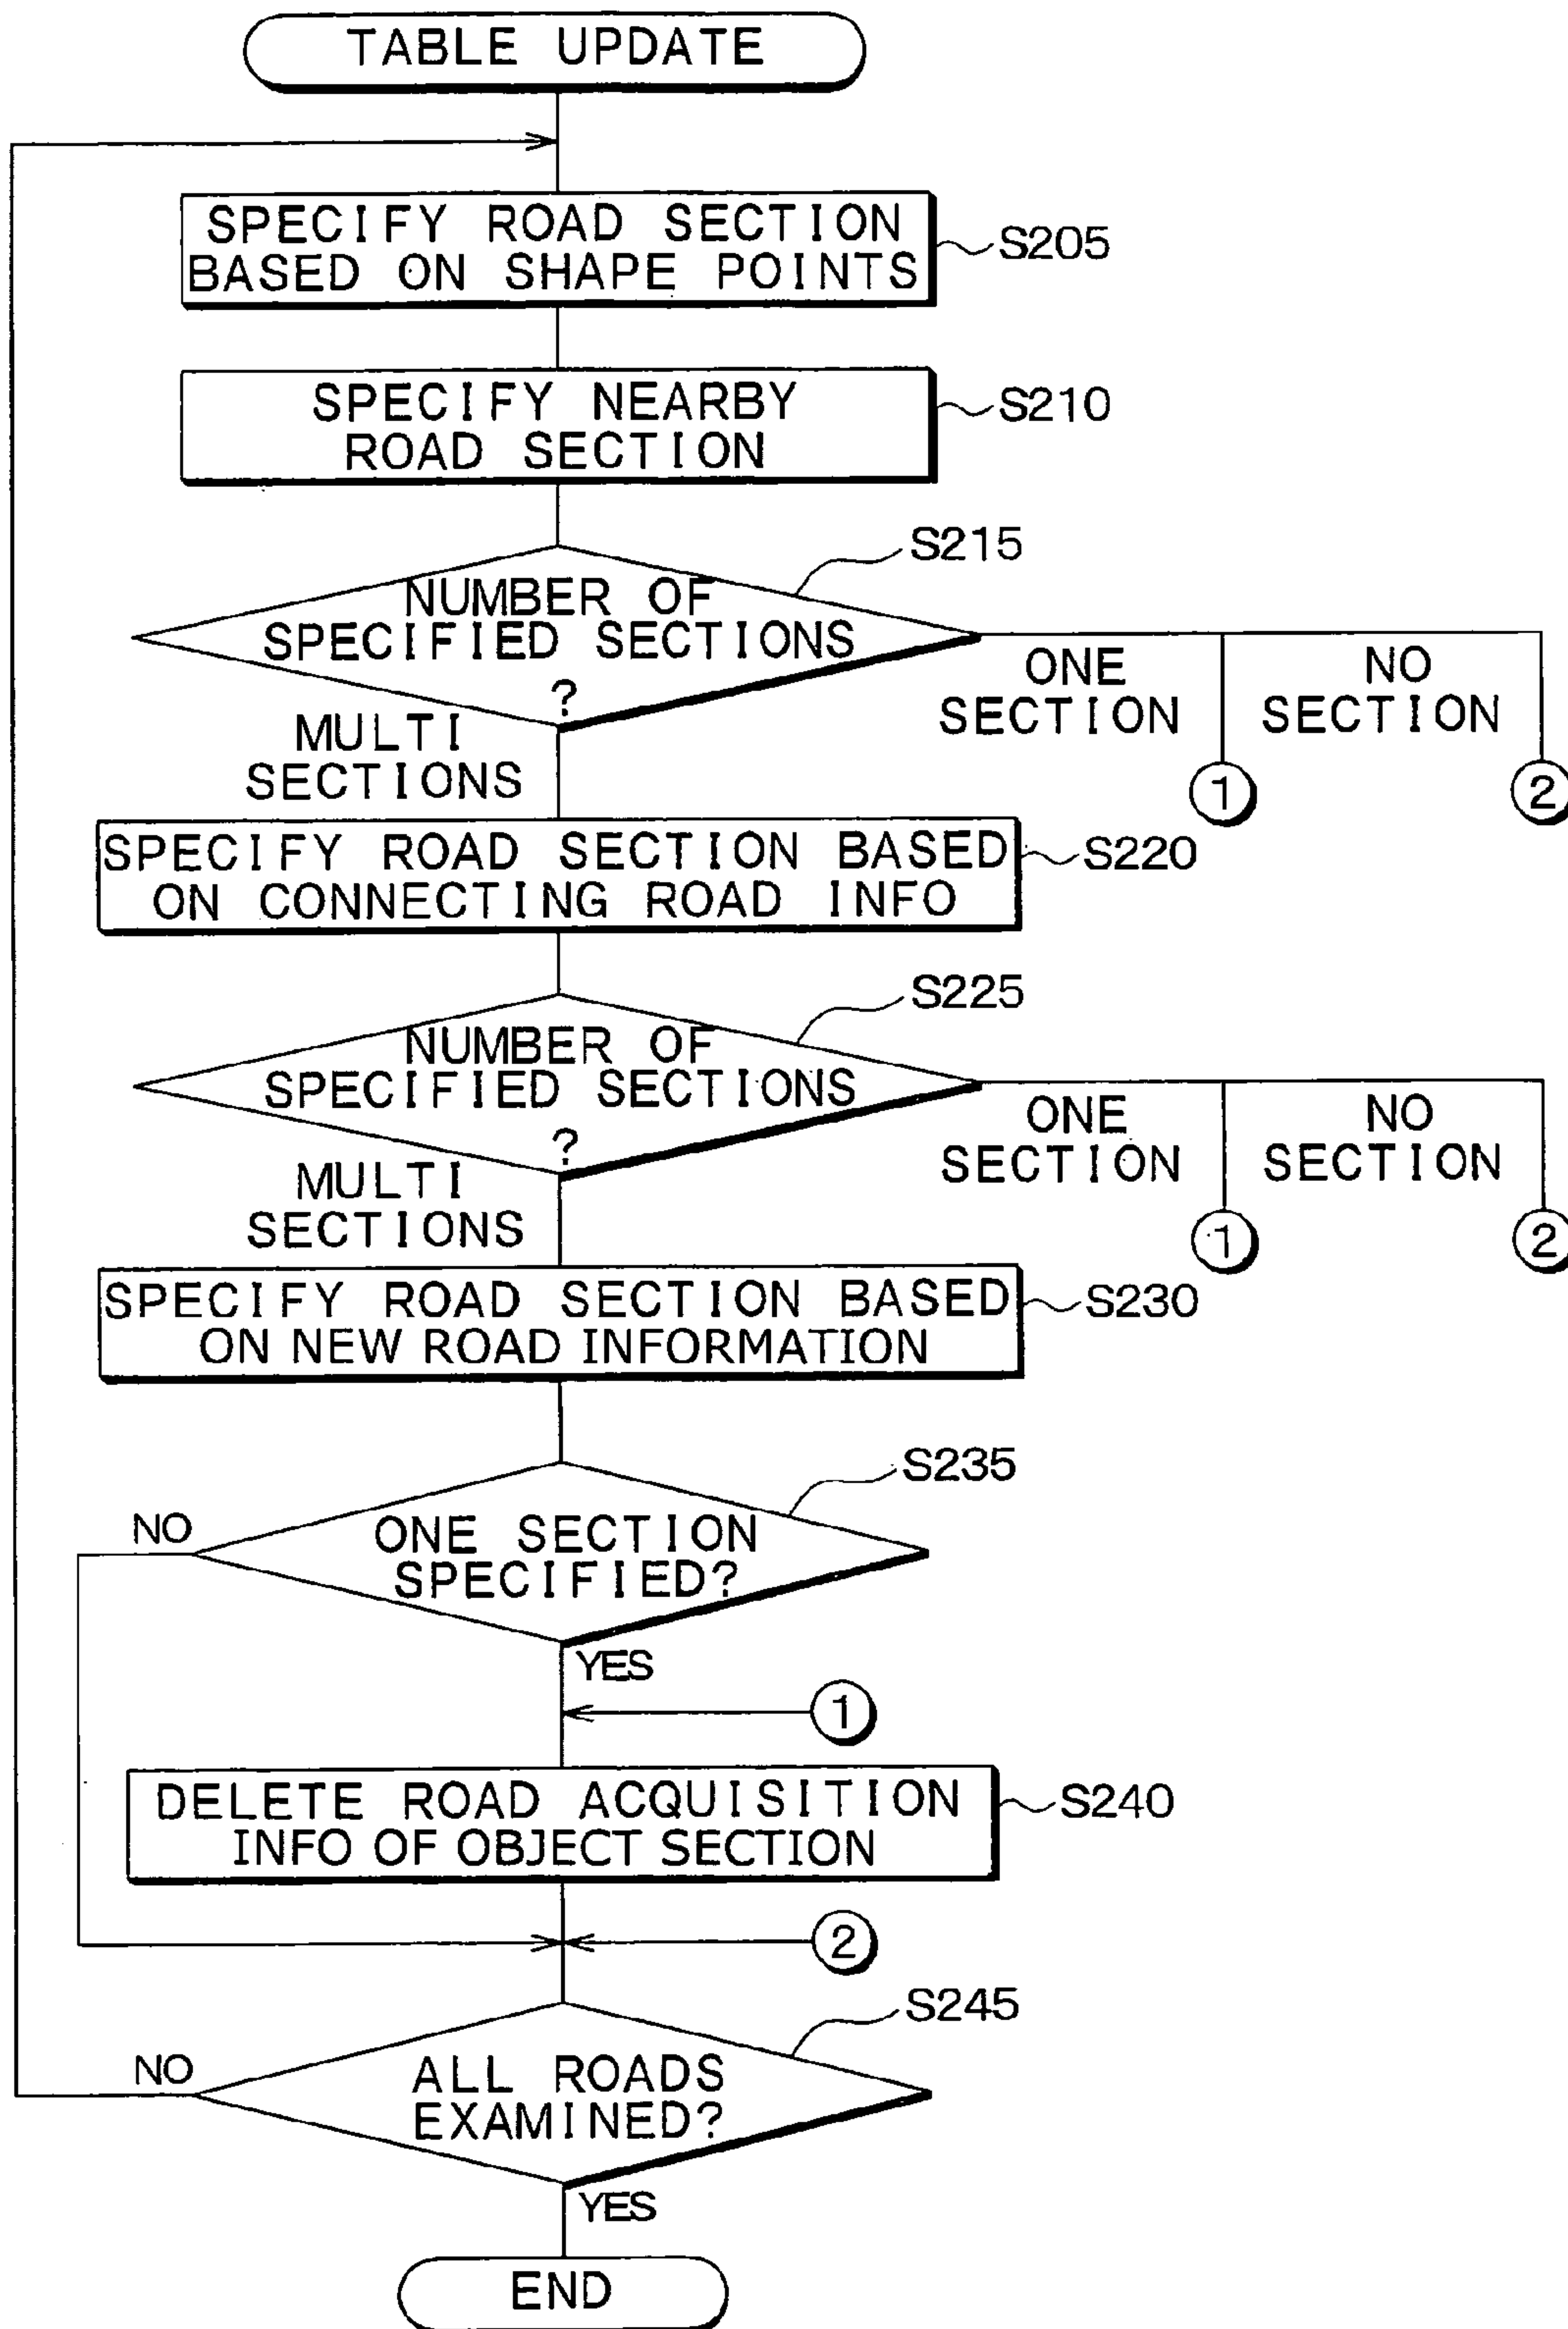 TABLE UPDATE
SPECIFY ROAD SECTION
BASED ON SHAPE POINTS
S205
SPECIFY NEARBY
ROAD SECTION
S210
S215
NUMBER OF
SPECIFIED SECTIONS
?
ONE
SECTION
NO
SECTION
MULTI
SECTIONS
1
2
SPECIFY ROAD SECTION BASED
ON CONNECTING ROAD INFO
S220
S225
NUMBER OF
SPECIFIED SECTIONS
?
ONE
SECTION
NO
SECTION
MULTI
SECTIONS
1
2
SPECIFY ROAD SECTION BASED
ON NEW ROAD INFORMATION
S230
S235
NO
ONE SECTION
SPECIFIED?
YES
1
DELETE ROAD ACQUISITION
INFO OF OBJECT SECTION
S240
2
S245
NO
ALL ROADS
EXAMINED?
YES
END